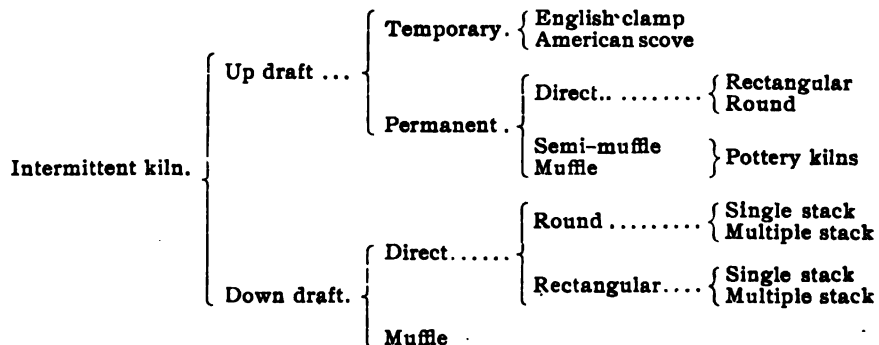 Temporary. { English clamp
American scove
Up draft ...
Direct.. ........ { Rectangular
Round
Permanent .
Semi-muffle
Muffle } Pottery kilns
Intermittent kiln.
Round ......... { Single stack
Multiple stack
Direct......
Rectangular.... { Single stack
Multiple stack
Down draft.
Muffle